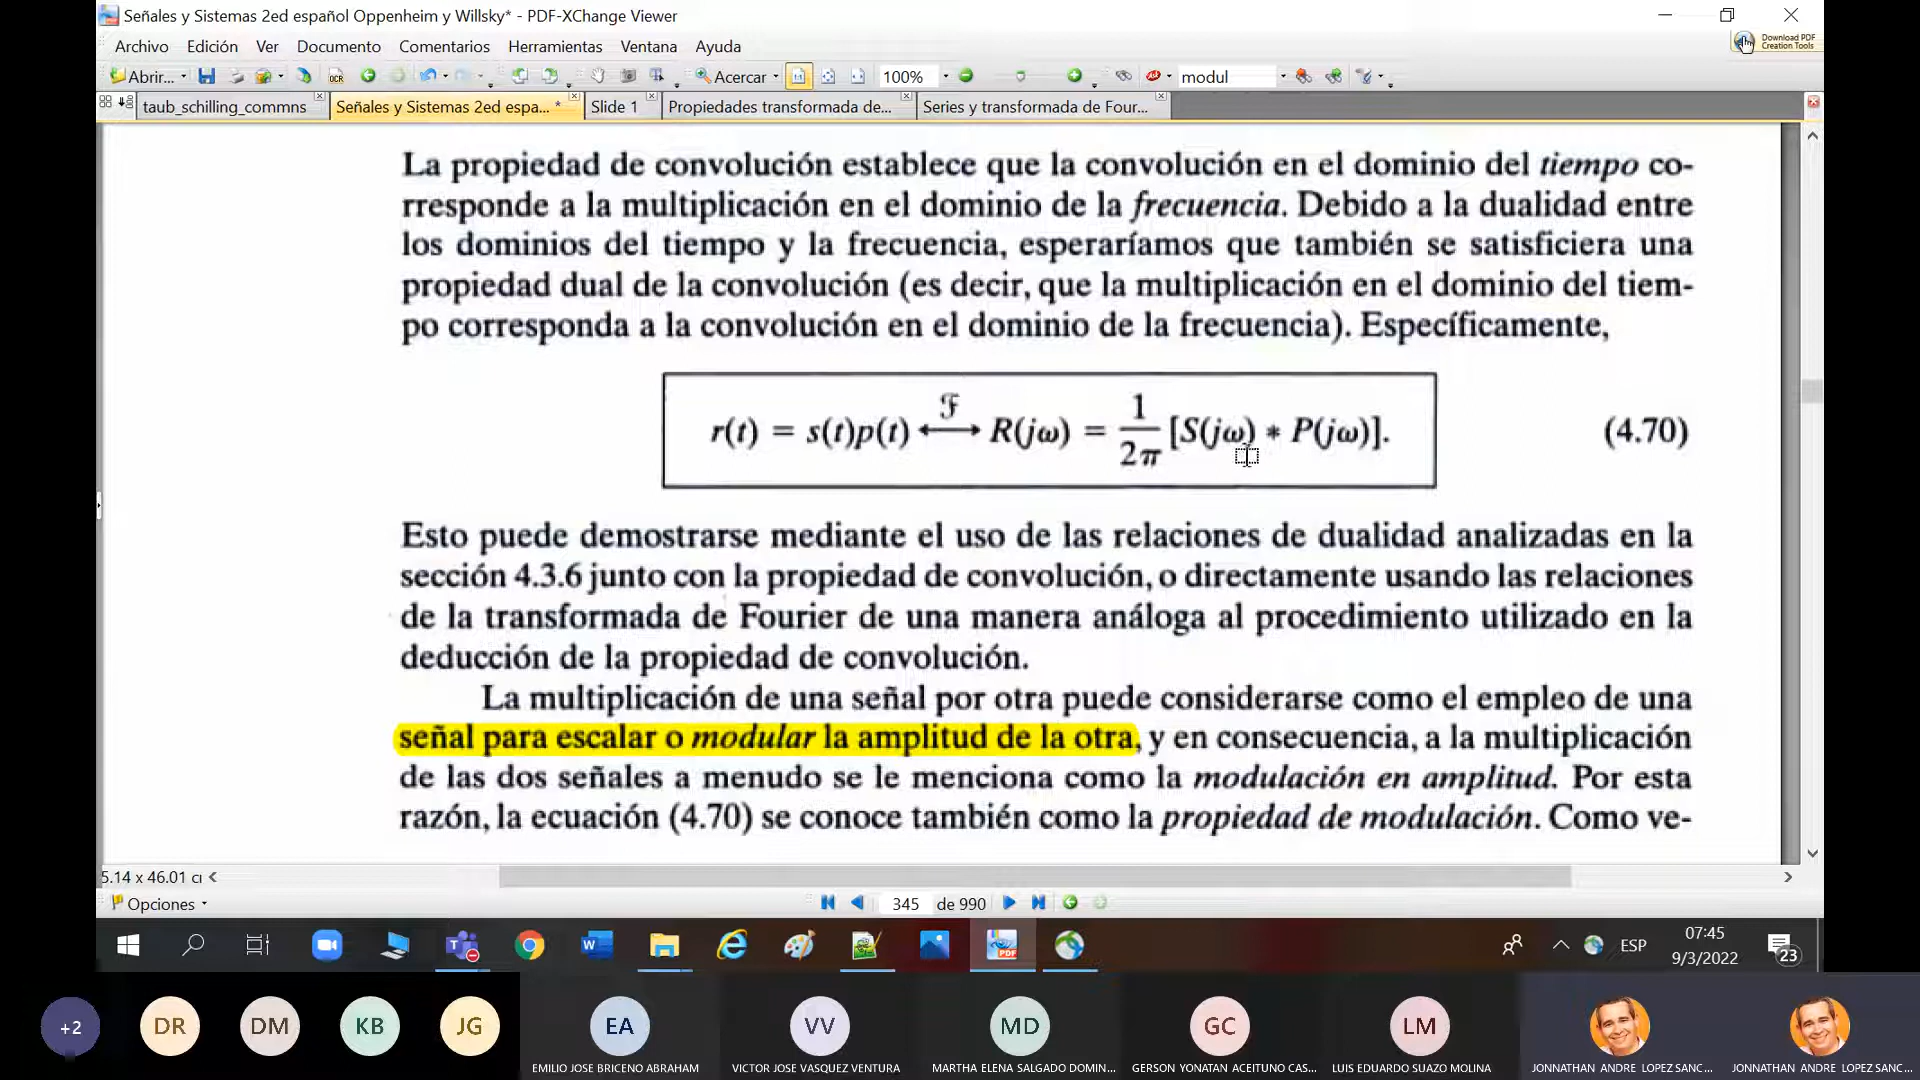 Señales y Sistemas 2ed español Oppenheim y Willsky* - PDF-XChange Viewer
Archivo Edición Ver Documento Comentarios Herramientas Ventana Ayuda
Download PDF
Creation Tools
Abrir... OCR Acercar 100% modul
taub_schilling_commns Señales y Sistemas 2ed espa... * Slide 1 Propiedades transformada de... Series y transformada de Four...
La propiedad de convolución establece que la convolución en el dominio del tiempo co-
rresponde a la multiplicación en el dominio de la frecuencia. Debido a la dualidad entre
los dominios del tiempo y la frecuencia, esperaríamos que también se satisficiera una
propiedad dual de la convolución (es decir, que la multiplicación en el dominio del tiem-
po corresponda a la convolución en el dominio de la frecuencia). Específicamente,
r(t) = s(t)p(t) ⟷ℱ R(jω) = 1/2π [S(jω) * P(jω)]. (4.70)
Esto puede demostrarse mediante el uso de las relaciones de dualidad analizadas en la
sección 4.3.6 junto con la propiedad de convolución, o directamente usando las relaciones
de la transformada de Fourier de una manera análoga al procedimiento utilizado en la
deducción de la propiedad de convolución.
La multiplicación de una señal por otra puede considerarse como el empleo de una
señal para escalar o modular la amplitud de la otra, y en consecuencia, a la multiplicación
de las dos señales a menudo se le menciona como la modulación en amplitud. Por esta
razón, la ecuación (4.70) se conoce también como la propiedad de modulación. Como ve-
5.14 x 46.01 cı
Opciones 345 de 990
ESP 07:45
9/3/2022 23
+2 DR DM KB JG EA VV MD GC LM
EMILIO JOSE BRICENO ABRAHAM VICTOR JOSE VASQUEZ VENTURA MARTHA ELENA SALGADO DOMIN... GERSON YONATAN ACEITUNO CAS... LUIS EDUARDO SUAZO MOLINA JONNATHAN ANDRE LOPEZ SANC... JONNATHAN ANDRE LOPEZ SANC...